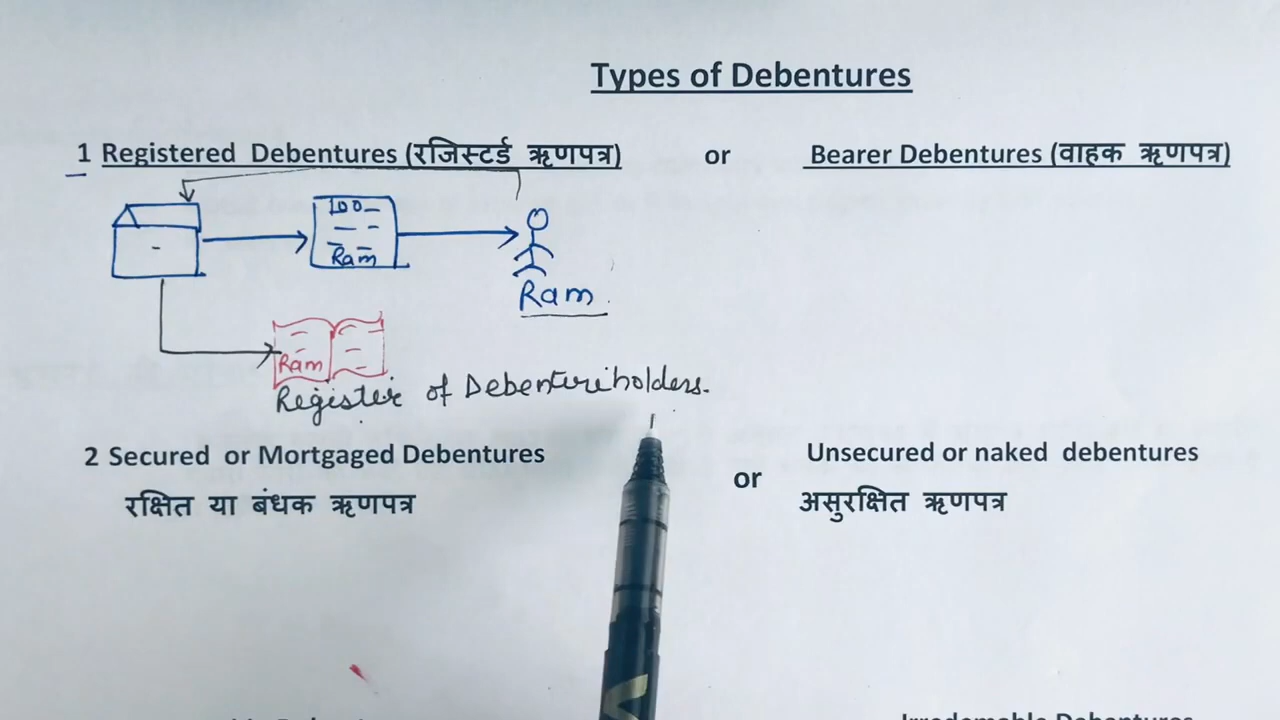 Types of Debentures
1 Registered Debentures (रजिस्टर्ड ऋणपत्र) or Bearer Debentures (वाहक ऋणपत्र)
100
Ram
Ram
Ram
Register of Debentureholders.
2 Secured or Mortgaged Debentures or Unsecured or naked debentures
रक्षित या बंधक ऋणपत्र असुरक्षित ऋणपत्र
Debentures